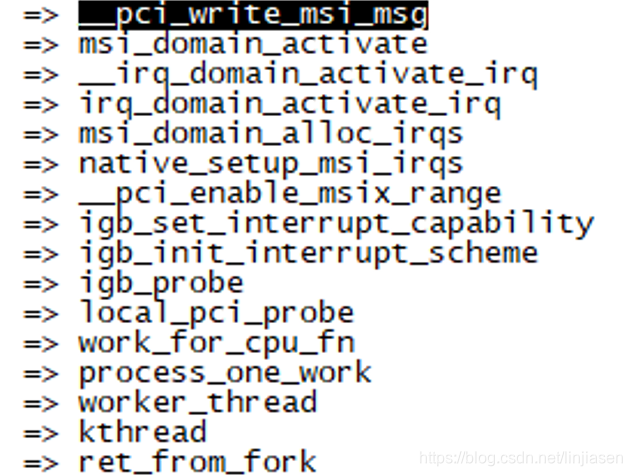 => __pci_write_msi_msg
=> msi_domain_activate
=> __irq_domain_activate_irq
=> irq_domain_activate_irq
=> msi_domain_alloc_irqs
=> native_setup_msi_irqs
=> __pci_enable_msix_range
=> igb_set_interrupt_capability
=> igb_init_interrupt_scheme
=> igb_probe
=> local_pci_probe
=> work_for_cpu_fn
=> process_one_work
=> worker_thread
=> kthread
=> ret_from_fork
https://blog.csdn.net/linjiasen